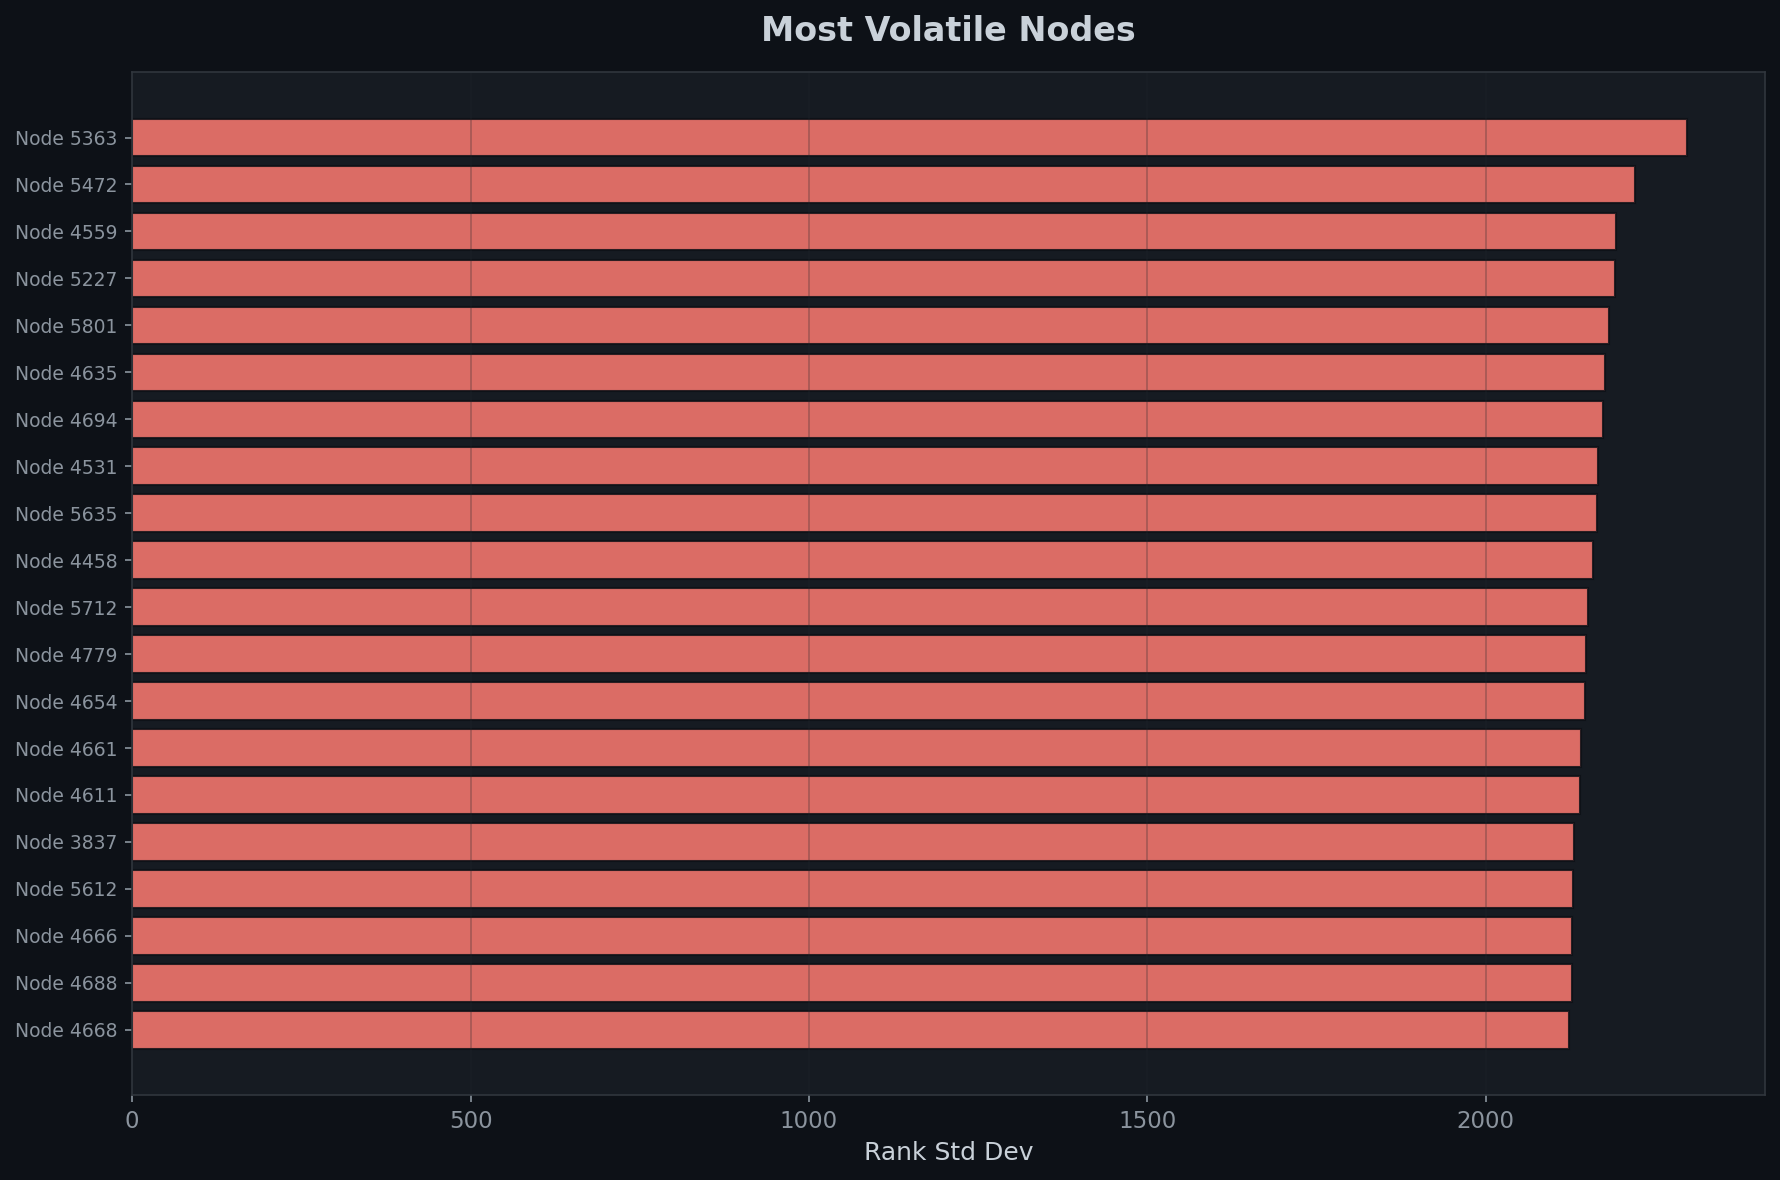 Most Volatile Nodes
Node 5363
Node 5472
Node 4559
Node 5227
Node 5801
Node 4635
Node 4694
Node 4531
Node 5635
Node 4458
Node 5712
Node 4779
Node 4654
Node 4661
Node 4611
Node 3837
Node 5612
Node 4666
Node 4688
Node 4668
0 500 1000 1500 2000
Rank Std Dev